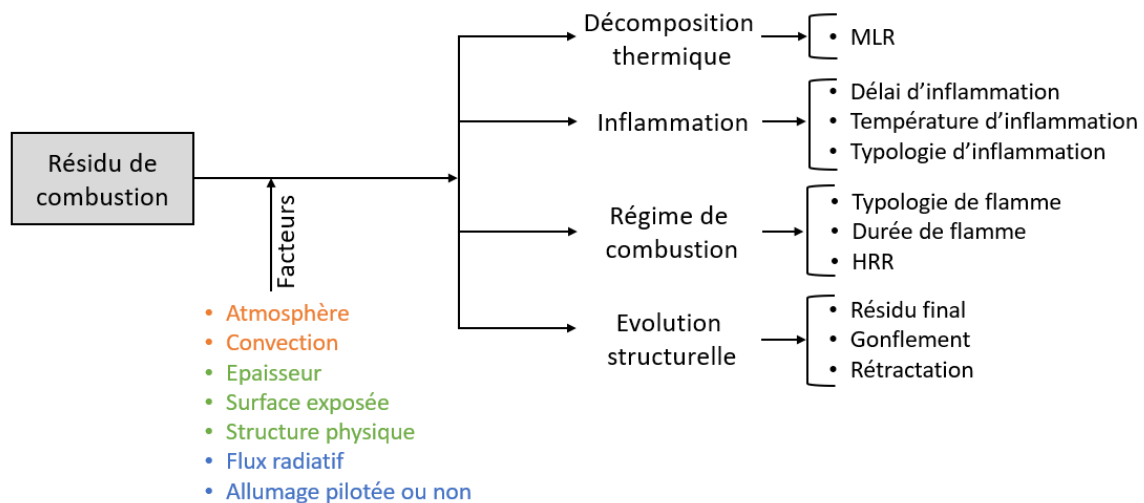 Résidu de
combustion
Facteurs
• Atmosphère
• Convection
• Epaisseur
• Surface exposée
• Structure physique
• Flux radiatif
• Allumage pilotée ou non
Décomposition
thermique
• MLR
Inflammation
• Délai d’inflammation
• Température d’inflammation
• Typologie d’inflammation
Régime de
combustion
• Typologie de flamme
• Durée de flamme
• HRR
Evolution
structurelle
• Résidu final
• Gonflement
• Rétractation